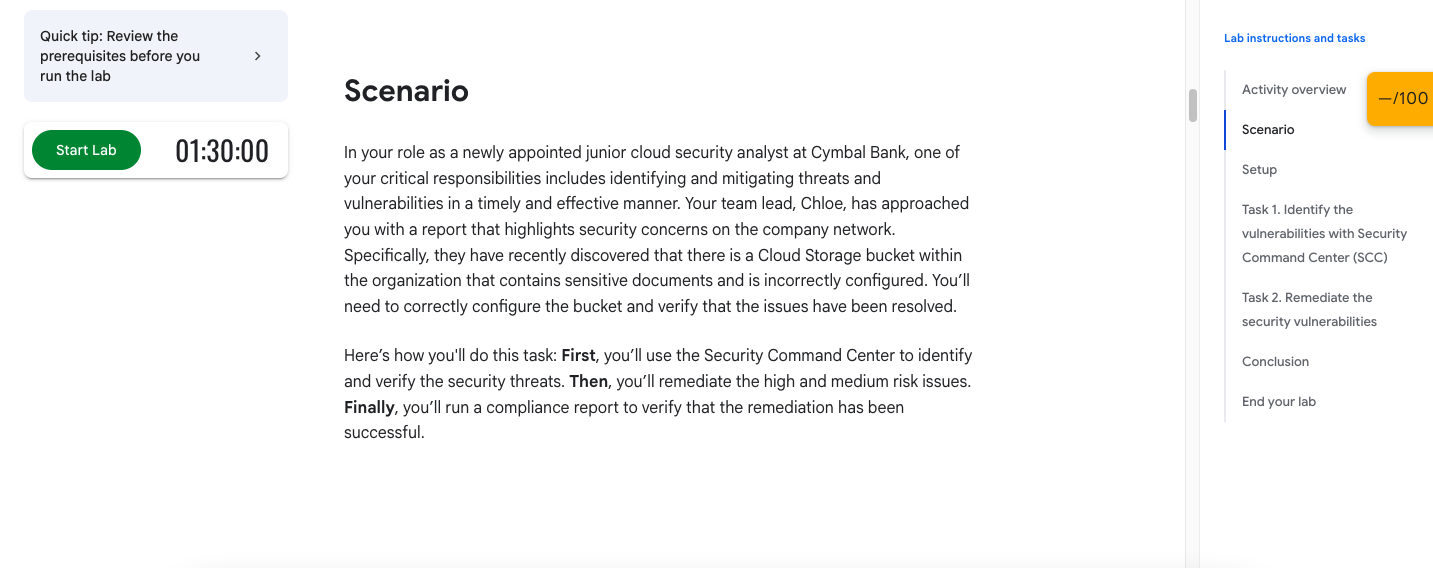 Quick tip: Review the
prerequisites before you
run the lab
Start Lab
01:30:00
Scenario
In your role as a newly appointed junior cloud security analyst at Cymbal Bank, one of
your critical responsibilities includes identifying and mitigating threats and
vulnerabilities in a timely and effective manner. Your team lead, Chloe, has approached
you with a report that highlights security concerns on the company network.
Specifically, they have recently discovered that there is a Cloud Storage bucket within
the organization that contains sensitive documents and is incorrectly configured. You’ll
need to correctly configure the bucket and verify that the issues have been resolved.
Here’s how you'll do this task: First, you’ll use the Security Command Center to identify
and verify the security threats. Then, you’ll remediate the high and medium risk issues.
Finally, you’ll run a compliance report to verify that the remediation has been
successful.
Lab instructions and tasks
Activity overview
—/100
Scenario
Setup
Task 1. Identify the
vulnerabilities with Security
Command Center (SCC)
Task 2. Remediate the
security vulnerabilities
Conclusion
End your lab